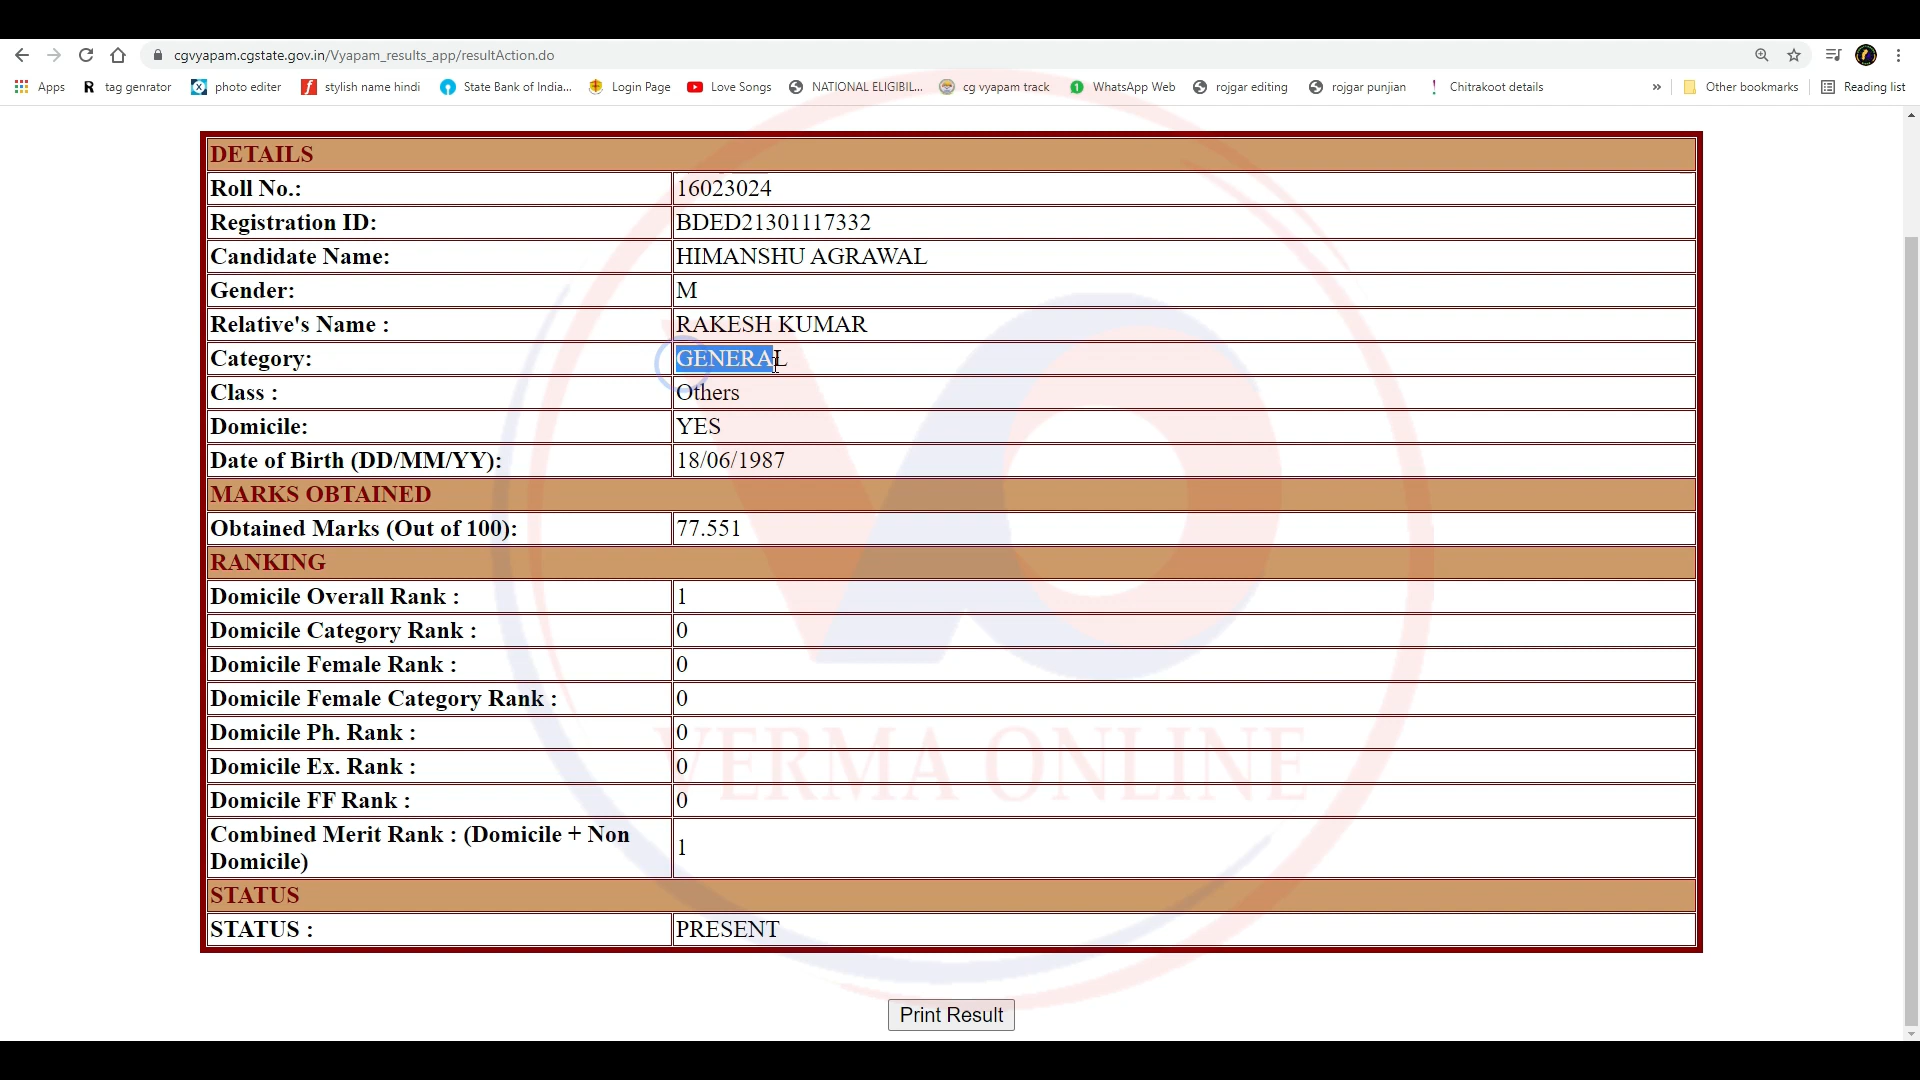 cgvyapam.cgstate.gov.in/Vyapam_results_app/resultAction.do
Apps tag genrator photo editer stylish name hindi State Bank of India... Login Page Love Songs NATIONAL ELIGIBIL... cg vyapam track WhatsApp Web rojgar editing rojgar punjian Chitrakoot details » Other bookmarks Reading list
DETAILS
Roll No.: 16023024
Registration ID: BDED21301117332
Candidate Name: HIMANSHU AGRAWAL
Gender: M
Relative's Name : RAKESH KUMAR
Category: GENERAL
Class : Others
Domicile: YES
Date of Birth (DD/MM/YY): 18/06/1987
MARKS OBTAINED
Obtained Marks (Out of 100): 77.551
RANKING
Domicile Overall Rank : 1
Domicile Category Rank : 0
Domicile Female Rank : 0
Domicile Female Category Rank : 0
Domicile Ph. Rank : 0
VERMA ONLINE
Domicile Ex. Rank : 0
Domicile FF Rank : 0
Combined Merit Rank : (Domicile + Non
Domicile) 1
STATUS
STATUS : PRESENT
Print Result